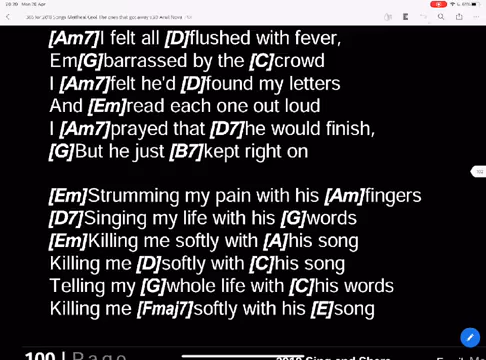 [Am7]I felt all [D]flushed with fever,
Em[G]barrassed by the [C]crowd
I [Am7]felt he'd [D]found my letters
And [Em]read each one out loud
I [Am7]prayed that [D7]he would finish,
[G]But he just [B7]kept right on
[Em]Strumming my pain with his [Am]fingers
[D7]Singing my life with his [G]words
[Em]Killing me softly with [A]his song
Killing me [D]softly with [C]his song
Telling my [G]whole life with [C]his words
Killing me [Fmaj7]softly with his [E]song
100 | Page